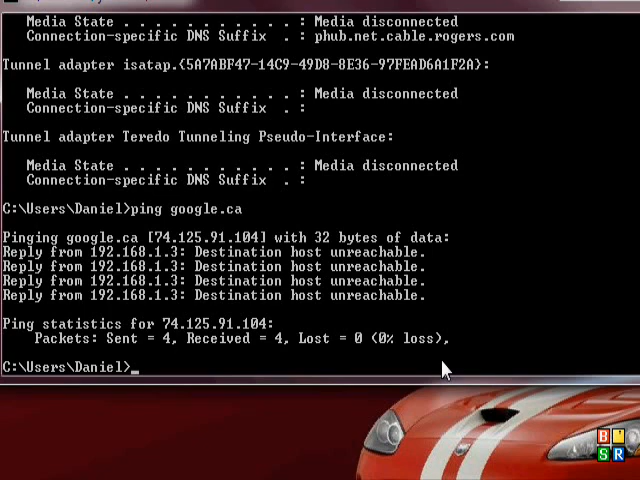 Media State . . . . . . . . . . . : Media disconnected
Connection-specific DNS Suffix  . : phub.net.cable.rogers.com
Tunnel adapter isatap.{5A7ABF47-14C9-49D8-8E36-97FEAD6A1F2A}:
Media State . . . . . . . . . . . : Media disconnected
Connection-specific DNS Suffix  . :
Tunnel adapter Teredo Tunneling Pseudo-Interface:
Media State . . . . . . . . . . . : Media disconnected
Connection-specific DNS Suffix  . :
C:\Users\Daniel>ping google.ca
Pinging google.ca [74.125.91.104] with 32 bytes of data:
Reply from 192.168.1.3: Destination host unreachable.
Reply from 192.168.1.3: Destination host unreachable.
Reply from 192.168.1.3: Destination host unreachable.
Reply from 192.168.1.3: Destination host unreachable.
Ping statistics for 74.125.91.104:
Packets: Sent = 4, Received = 4, Lost = 0 (0% loss),
C:\Users\Daniel>_
B
S R